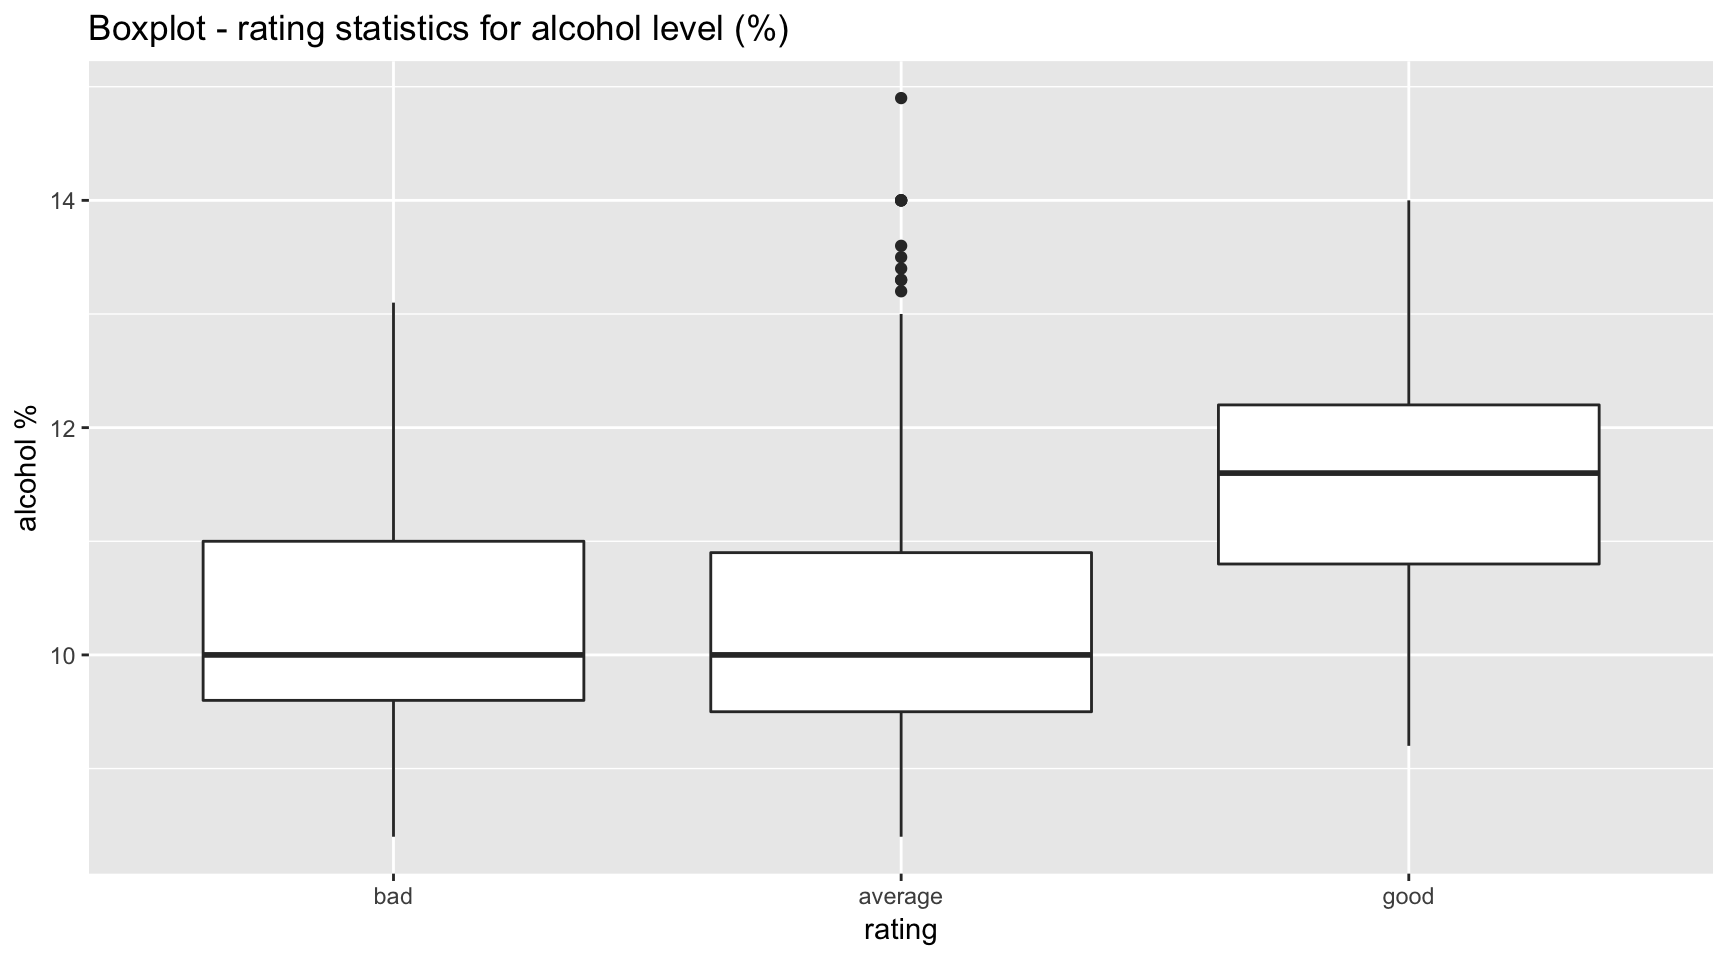 Boxplot - rating statistics for alcohol level (%)
14
12
10
alcohol %
bad
average
good
rating